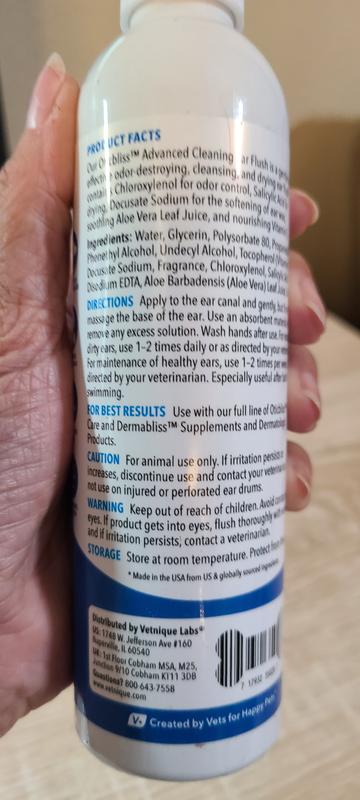 PRODUCT FACTS
Our Oticbliss™ Advanced Cleaning Ear Flush is a
effective odor-destroying, cleansing, and drying ear
contains Chloroxylenol for odor control, Salicylic
drying, Docusate Sodium for the softening of ear
soothing Aloe Vera Leaf Juice, and nourishing
Ingredients: Water, Glycerin, Polysorbate 80,
Phenethyl Alcohol, Undecyl Alcohol, Tocopherol
Docusate Sodium, Fragrance, Chloroxylenol, Salicylic
Disodium EDTA, Aloe Barbadensis (Aloe Vera) Leaf
DIRECTIONS Apply to the ear canal and gently, but
massage the base of the ear. Use an absorbent
remove any excess solution. Wash hands after use.
dirty ears, use 1–2 times daily or as directed by your
For maintenance of healthy ears, use 1–2 times per
directed by your veterinarian. Especially useful after
swimming.
FOR BEST RESULTS Use with our full line of
Care and Dermabliss™ Supplements and
Products.
CAUTION For animal use only. If irritation persists
increases, discontinue use and contact your
not use on injured or perforated ear drums.
WARNING Keep out of reach of children. Avoid
eyes. If product gets into eyes, flush thoroughly
and if irritation persists, contact a veterinarian.
STORAGE Store at room temperature. Protect from
* Made in the USA from US & globally sourced ingredients
Distributed by Vetnique Labs®
US: 1748 W. Jefferson Ave #160
Naperville, IL 60540
UK: 1st Floor Cobham MSA, M25,
Junction 9/10 Cobham KT11 3DB
Questions? 800-643-7558
www.vetnique.com
V+ Created by Vets for Happy Pets